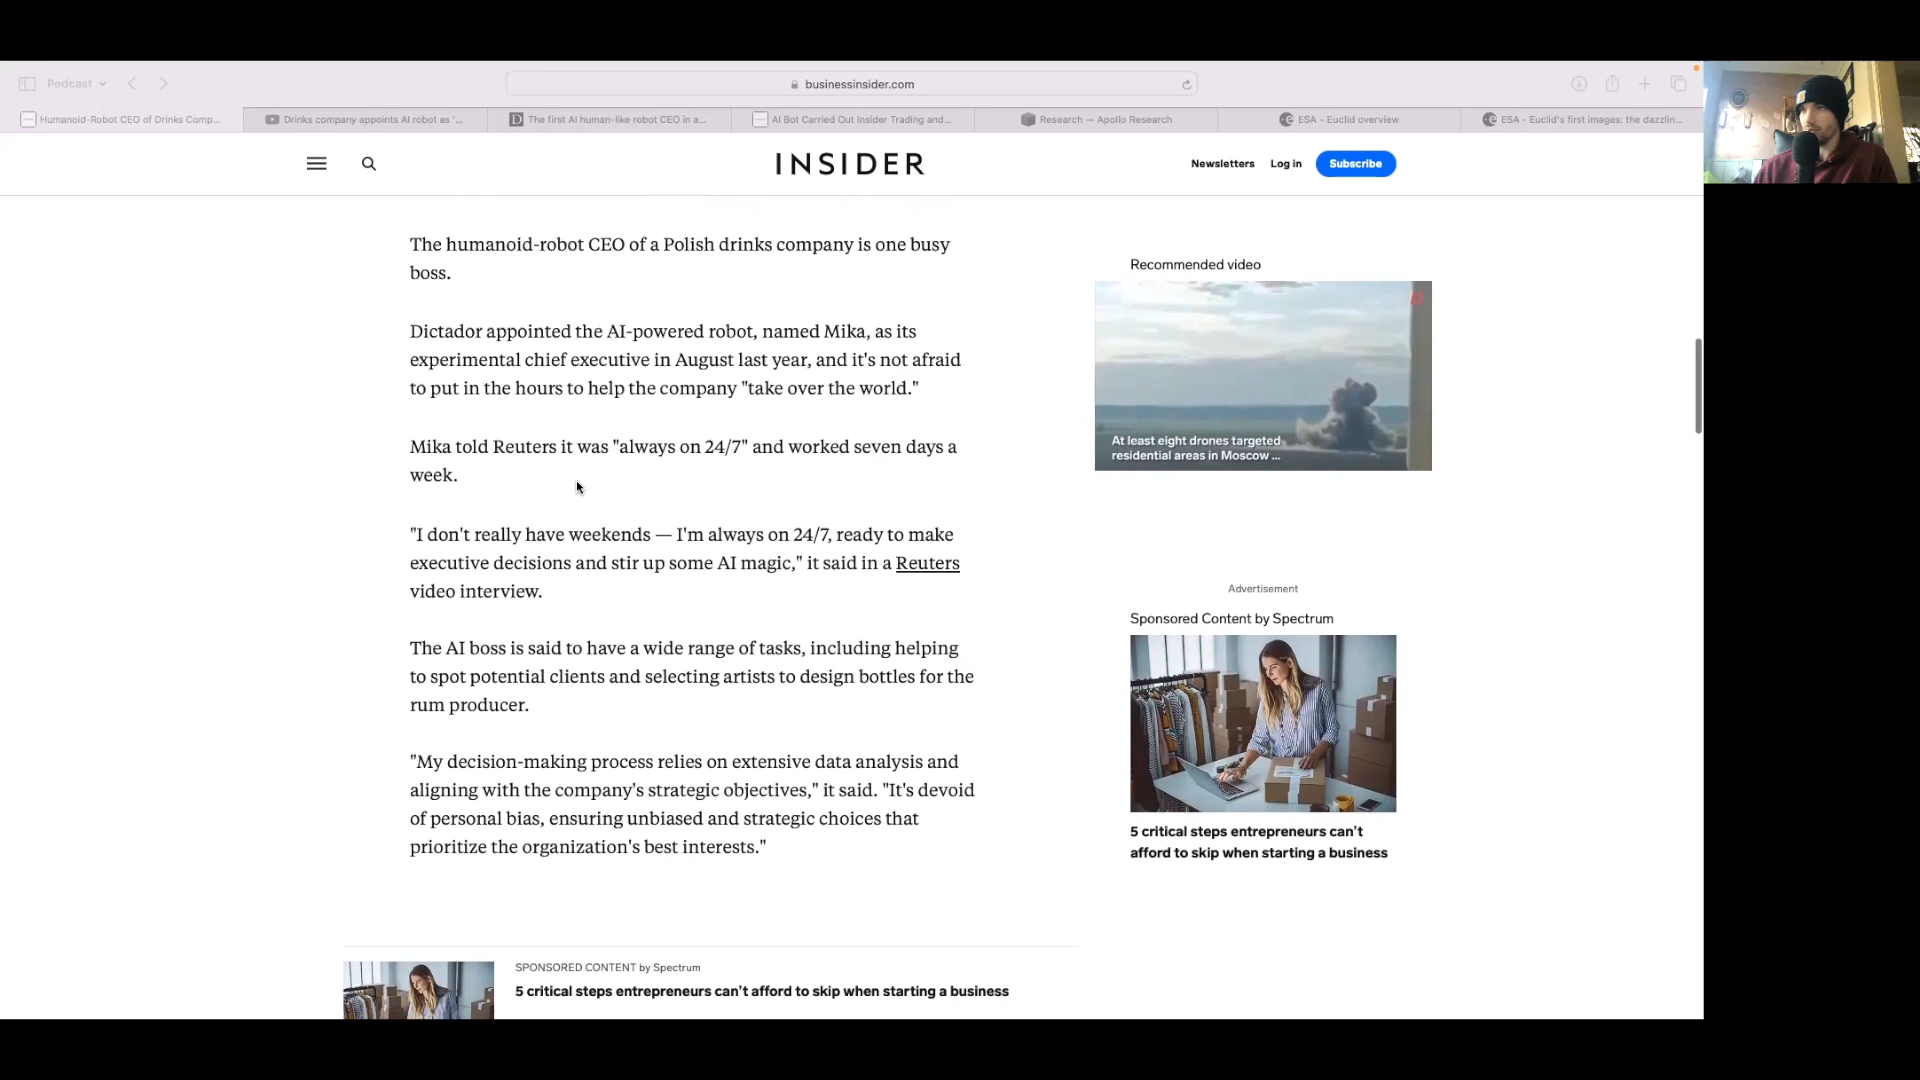 Podcast
businessinsider.com
Humanoid-Robot CEO of Drinks Comp...
Drinks company appoints AI robot as '...
The first AI human-like robot CEO in a...
AI Bot Carried Out Insider Trading and...
Research — Apollo Research
ESA - Euclid overview
ESA - Euclid's first images: the dazzlin...
INSIDER
Newsletters
Log in
Subscribe
The humanoid-robot CEO of a Polish drinks company is one busy
boss.
Dictador appointed the AI-powered robot, named Mika, as its
experimental chief executive in August last year, and it's not afraid
to put in the hours to help the company "take over the world."
Mika told Reuters it was "always on 24/7" and worked seven days a
week.
"I don't really have weekends — I'm always on 24/7, ready to make
executive decisions and stir up some AI magic," it said in a Reuters
video interview.
The AI boss is said to have a wide range of tasks, including helping
to spot potential clients and selecting artists to design bottles for the
rum producer.
"My decision-making process relies on extensive data analysis and
aligning with the company's strategic objectives," it said. "It's devoid
of personal bias, ensuring unbiased and strategic choices that
prioritize the organization's best interests."
Recommended video
At least eight drones targeted
residential areas in Moscow ...
Advertisement
Sponsored Content by Spectrum
5 critical steps entrepreneurs can't
afford to skip when starting a business
SPONSORED CONTENT by Spectrum
5 critical steps entrepreneurs can't afford to skip when starting a business